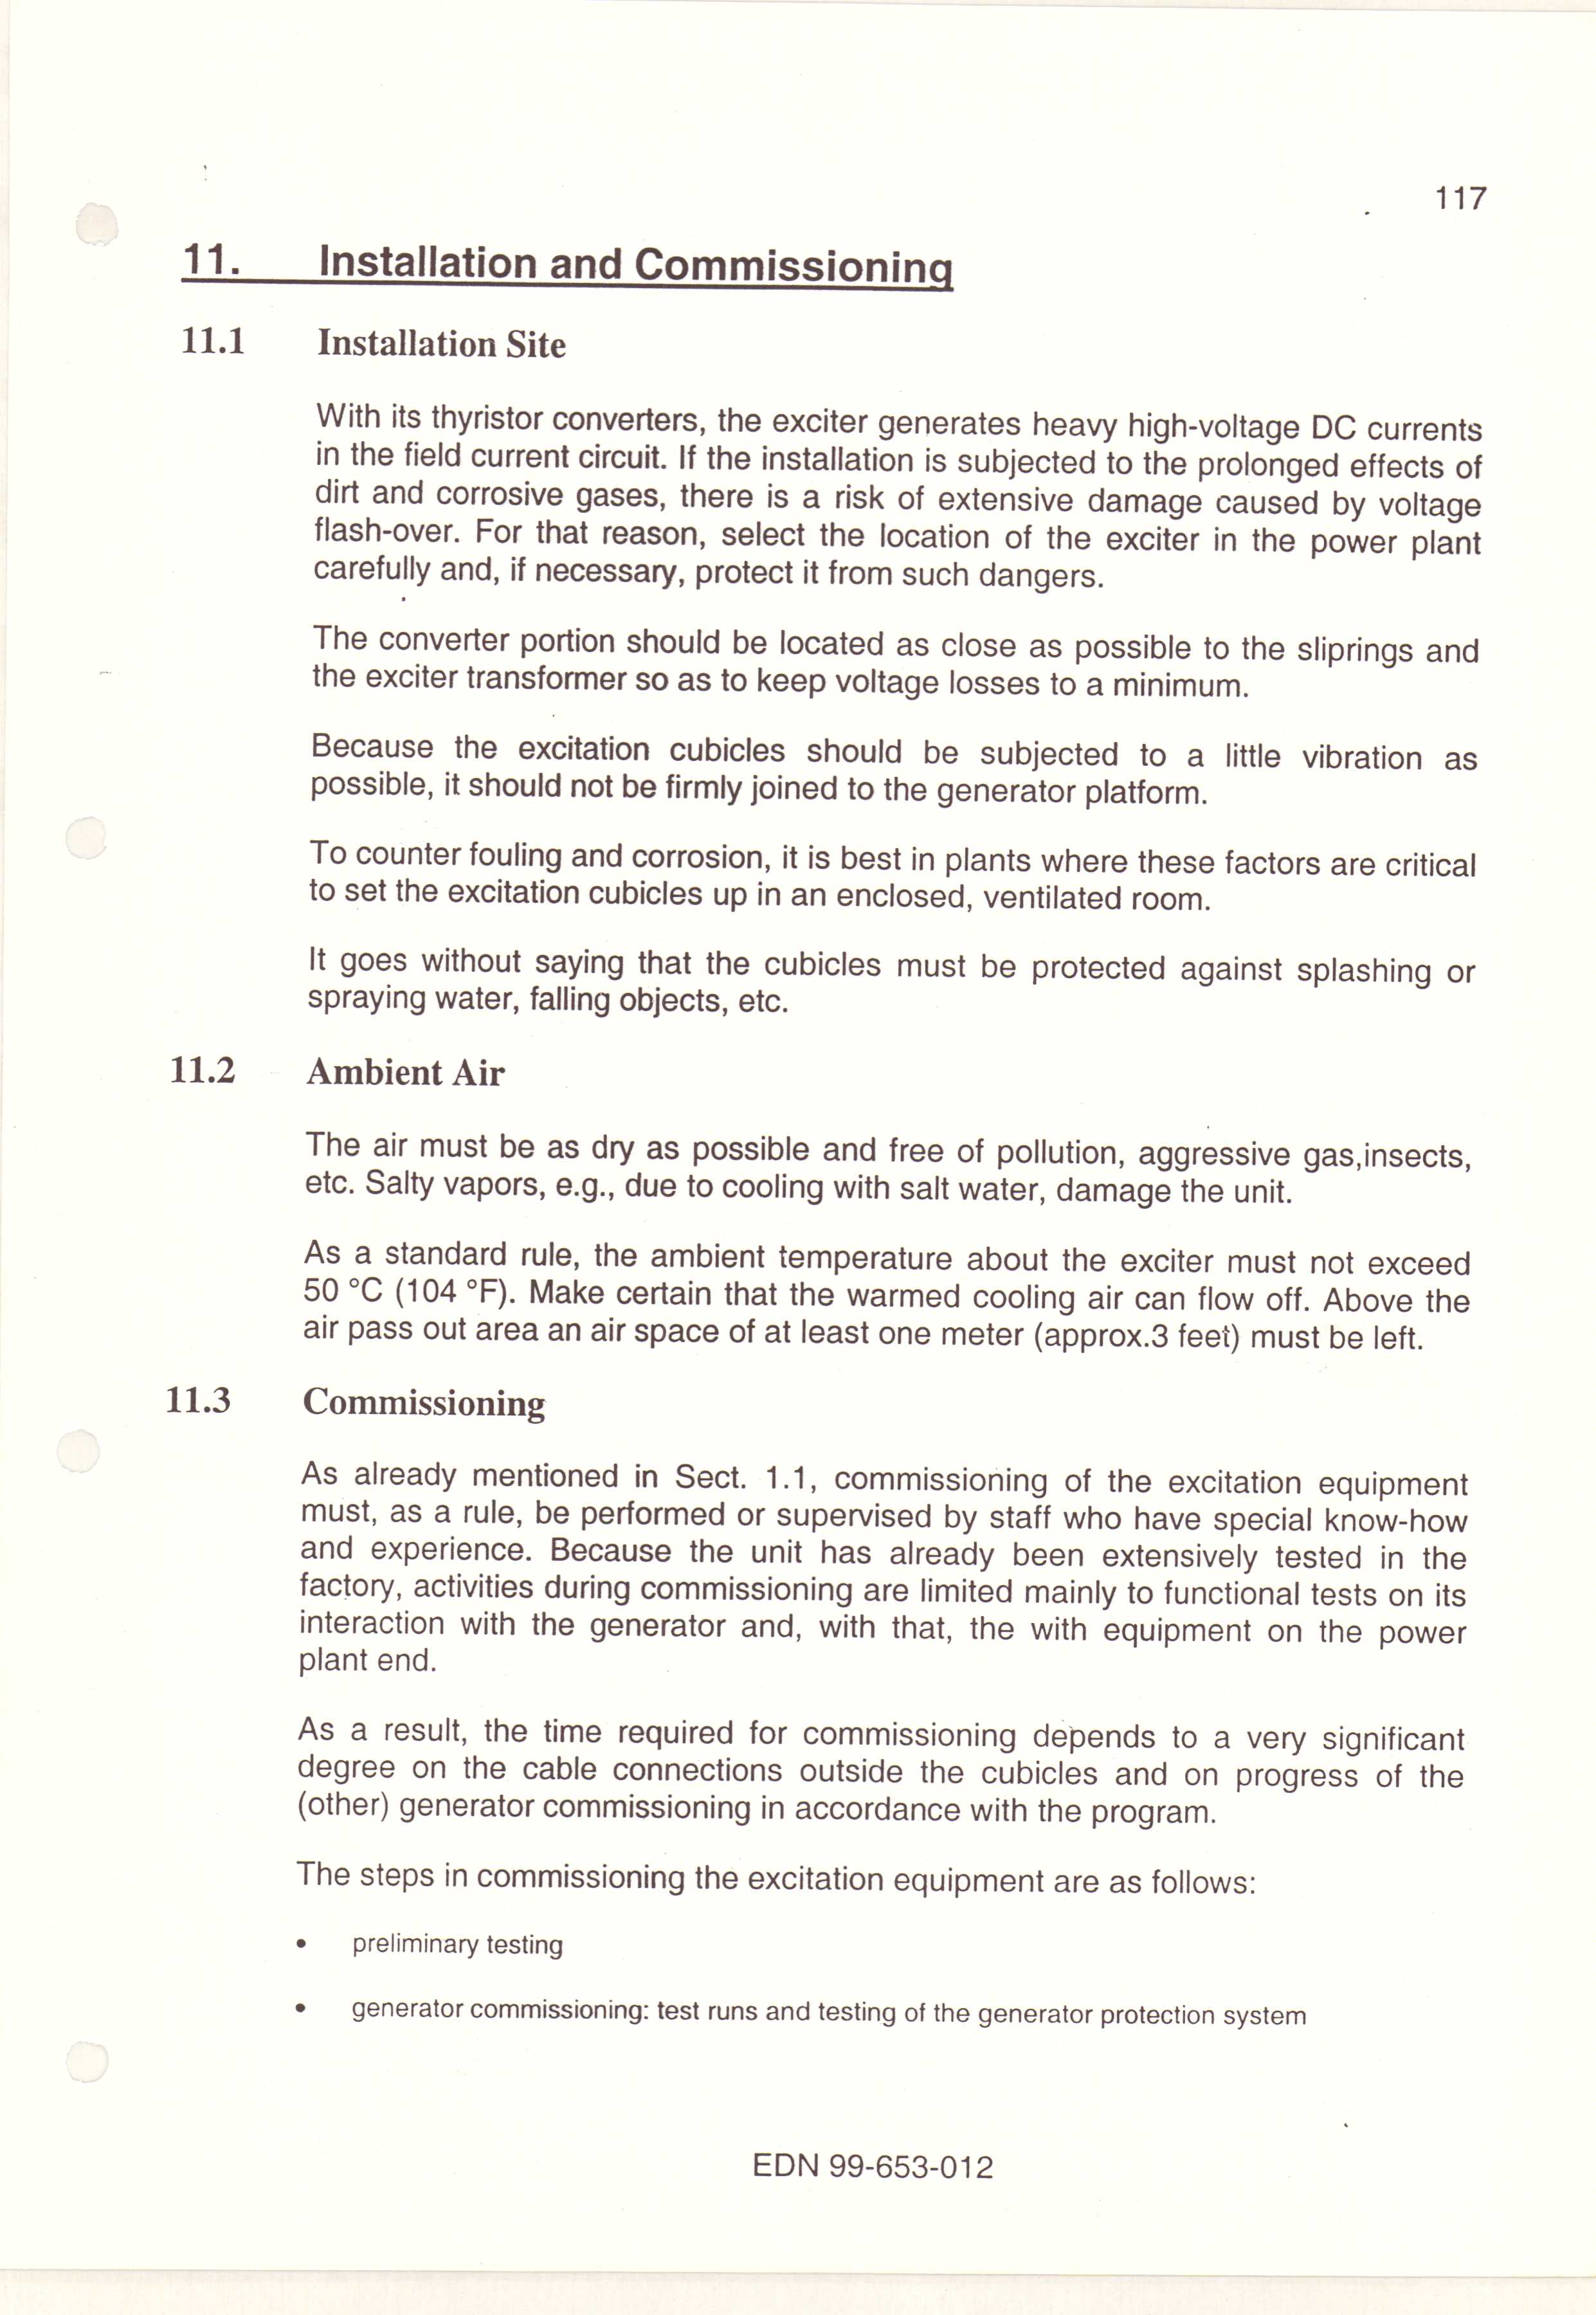 117
11. Installation and Commissioning
11.1 Installation Site
With its thyristor converters, the exciter generates heavy high-voltage DC currents
in the field current circuit. If the installation is subjected to the prolonged effects of
dirt and corrosive gases, there is a risk of extensive damage caused by voltage
flash-over. For that reason, select the location of the exciter in the power plant
carefully and, if necessary, protect it from such dangers.
The converter portion should be located as close as possible to the sliprings and
the exciter transformer so as to keep voltage losses to a minimum.
Because the excitation cubicles should be subjected to a little vibration as
possible, it should not be firmly joined to the generator platform.
To counter fouling and corrosion, it is best in plants where these factors are critical
to set the excitation cubicles up in an enclosed, ventilated room.
It goes without saying that the cubicles must be protected against splashing or
spraying water, falling objects, etc.
11.2 Ambient Air
The air must be as dry as possible and free of pollution, aggressive gas,insects,
etc. Salty vapors, e.g., due to cooling with salt water, damage the unit.
As a standard rule, the ambient temperature about the exciter must not exceed
50 °C (104 °F). Make certain that the warmed cooling air can flow off. Above the
air pass out area an air space of at least one meter (approx.3 feet) must be left.
11.3 Commissioning
As already mentioned in Sect. 1.1, commissioning of the excitation equipment
must, as a rule, be performed or supervised by staff who have special know-how
and experience. Because the unit has already been extensively tested in the
factory, activities during commissioning are limited mainly to functional tests on its
interaction with the generator and, with that, the with equipment on the power
plant end.
As a result, the time required for commissioning depends to a very significant
degree on the cable connections outside the cubicles and on progress of the
(other) generator commissioning in accordance with the program.
The steps in commissioning the excitation equipment are as follows:
• preliminary testing
• generator commissioning: test runs and testing of the generator protection system
EDN 99-653-012